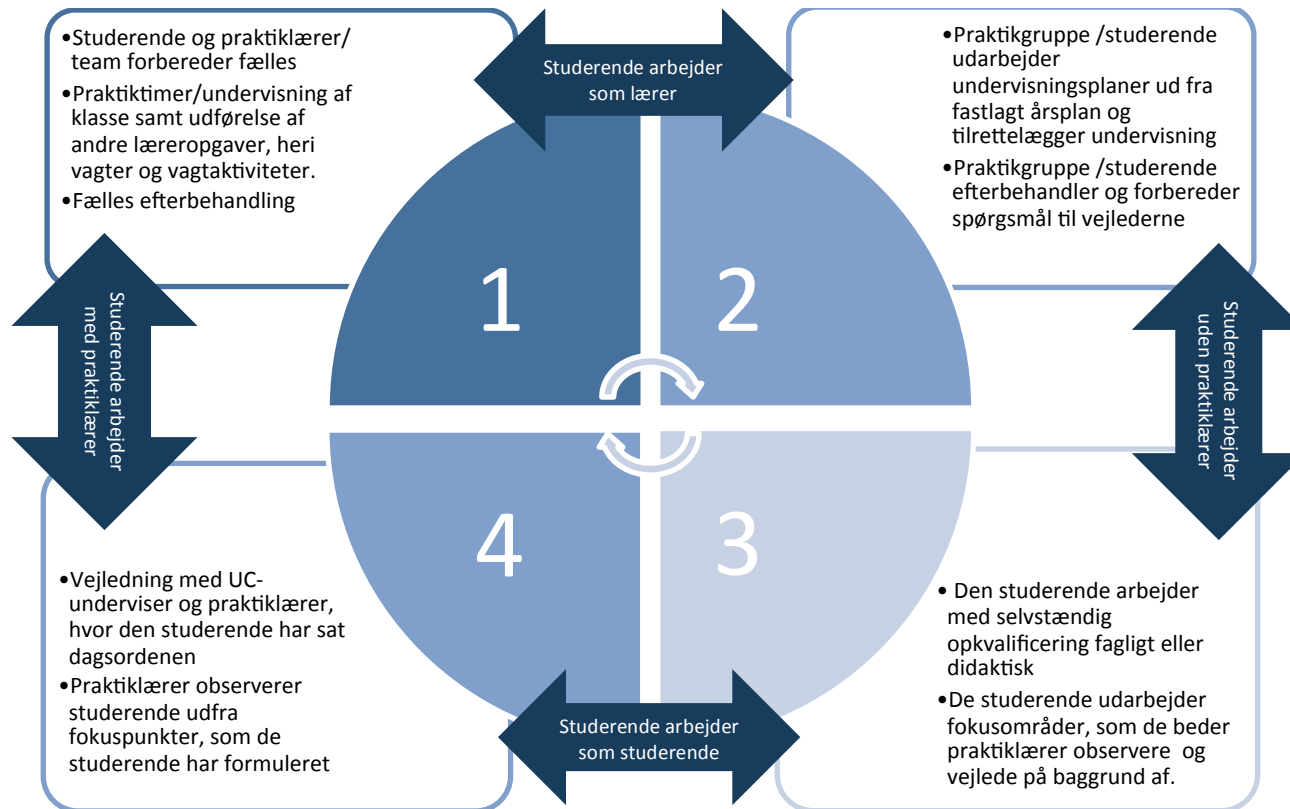 •Studerende og praktiklærer/
team forbereder fælles
•Praktiktimer/undervisning af
klasse samt udførelse af
andre læreropgaver, heri
vagter og vagtaktiviteter.
•Fælles efterbehandling
Studerende arbejder
som lærer
•Praktikgruppe /studerende
udarbejder
undervisningsplaner ud fra
fastlagt årsplan og
tilrettelægger undervisning
•Praktikgruppe /studerende
efterbehandler og forbereder
spørgsmål til vejlederne
1
2
Studerende arbejder
med praktiklærer
Studerende arbejder
uden praktiklærer
4
3
•Vejledning med UC-
underviser og praktiklærer,
hvor den studerende har sat
dagsordenen
•Praktiklærer observerer
studerende udfra
fokuspunkter, som de
studerende har formuleret
Studerende arbejder
som studerende
• Den studerende arbejder
med selvstændig
opkvalificering fagligt eller
didaktisk
•De studerende udarbejder
fokusområder, som de beder
praktiklærer observere og
vejlede på baggrund af.